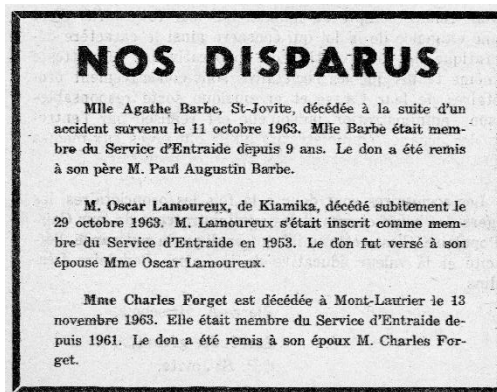 NOS DISPARUS
Mlle Agathe Barbe, St-Jovite, décédée à la suite d'un
accident survenu le 11 octobre 1963. Mlle Barbe était mem-
bre du Service d'Entraide depuis 9 ans. Le don a été remis
à son père M. Paul Augustin Barbe.
M. Oscar Lamoureux, de Kiamika, décédé subitement le
29 octobre 1963. M. Lamoureux s'était inscrit comme mem-
bre du Service d'Entraide en 1953. Le don fut versé à son
épouse Mme Oscar Lamoureux.
Mme Charles Forget est décédée à Mont-Laurier le 13
novembre 1963. Elle était membre du Service d'Entraide de-
puis 1961. Le don a été remis à son époux M. Charles For-
get.